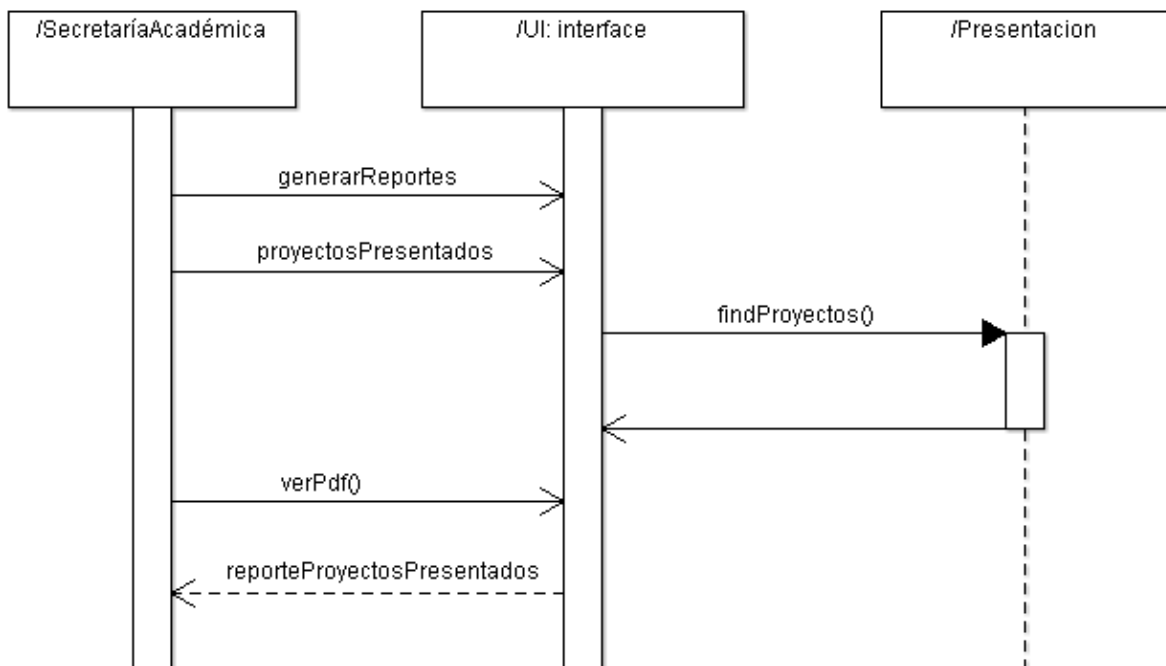 /SecretaríaAcadémica
/UI: interface
/Presentacion
generarReportes
proyectosPresentados
findProyectos()
verPdf()
reporteProyectosPresentados